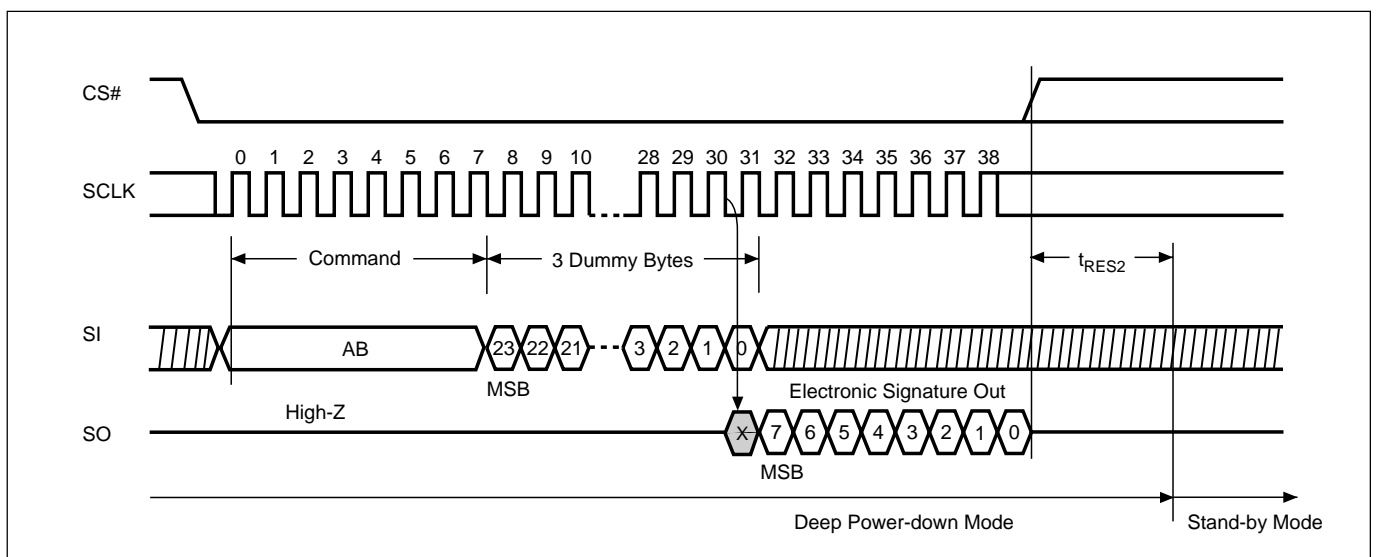 CS#
0 1 2 3 4 5 6 7 8 9 10 28 29 30 31 32 33 34 35 36 37 38
SCLK
Command 3 Dummy Bytes tRES2
SI AB 23 22 21 3 2 1 0
MSB Electronic Signature Out
High-Z
SO X 7 6 5 4 3 2 1 0
MSB
Deep Power-down Mode Stand-by Mode